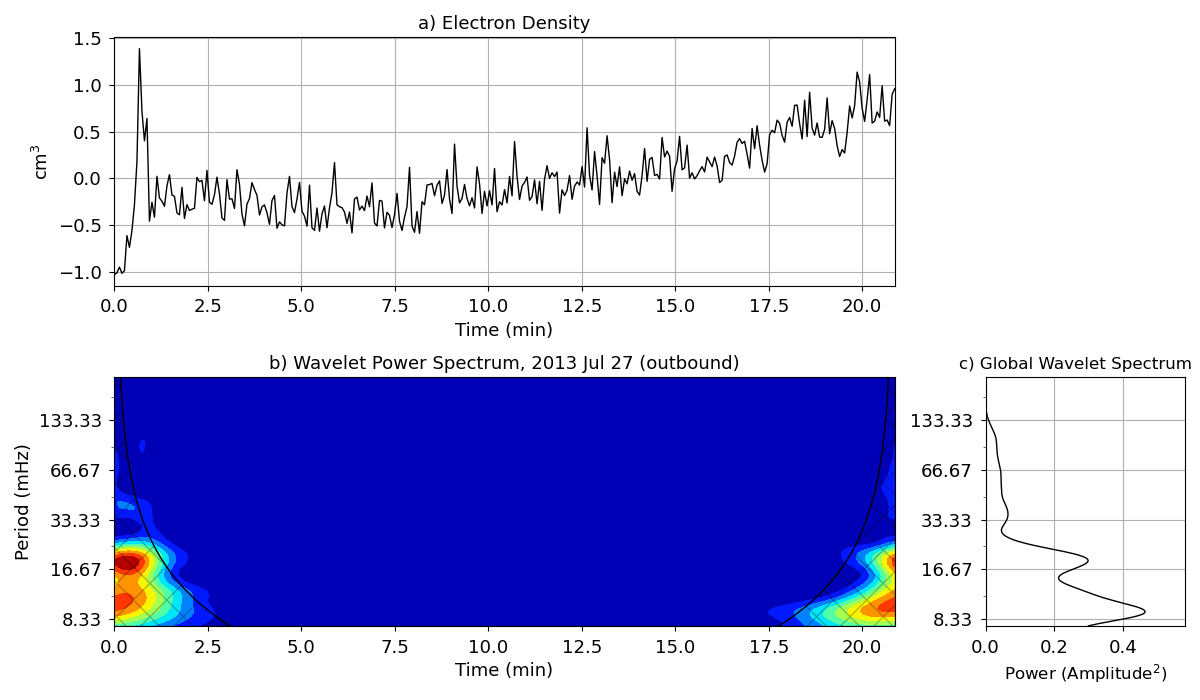 a) Electron Density
1.5
1.0
0.5
0.0
−0.5
−1.0
cm³
0.0 2.5 5.0 7.5 10.0 12.5 15.0 17.5 20.0
Time (min)
b) Wavelet Power Spectrum, 2013 Jul 27 (outbound)
133.33
66.67
33.33
16.67
8.33
Period (mHz)
0.0 2.5 5.0 7.5 10.0 12.5 15.0 17.5 20.0
Time (min)
c) Global Wavelet Spectrum
133.33
66.67
33.33
16.67
8.33
0.0 0.2 0.4
Power (Amplitude²)